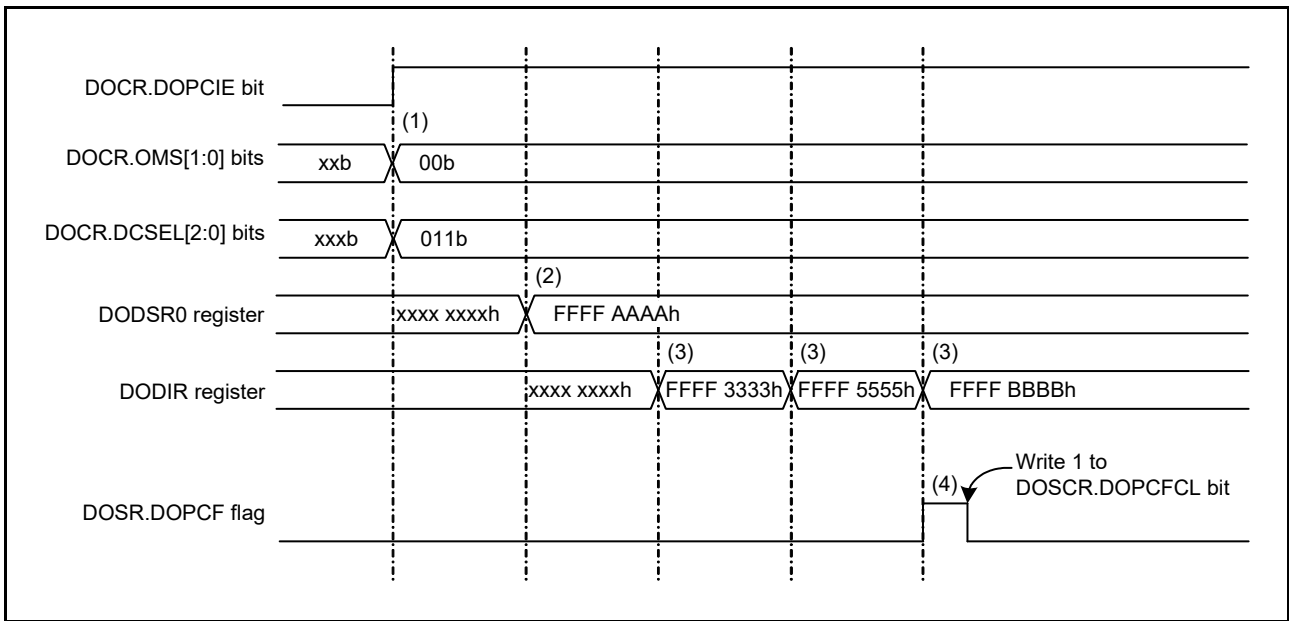 DOCR.DOPCIE bit
(1)
DOCR.OMS[1:0] bits
xxb
00b
DOCR.DCSEL[2:0] bits
xxxb
011b
(2)
DODSR0 register
xxxx xxxxh
FFFF AAAAh
(3)
(3)
(3)
DODIR register
xxxx xxxxh
FFFF 3333h
FFFF 5555h
FFFF BBBBh
Write 1 to
DOSCR.DOPCFCL bit
(4)
DOSR.DOPCF flag